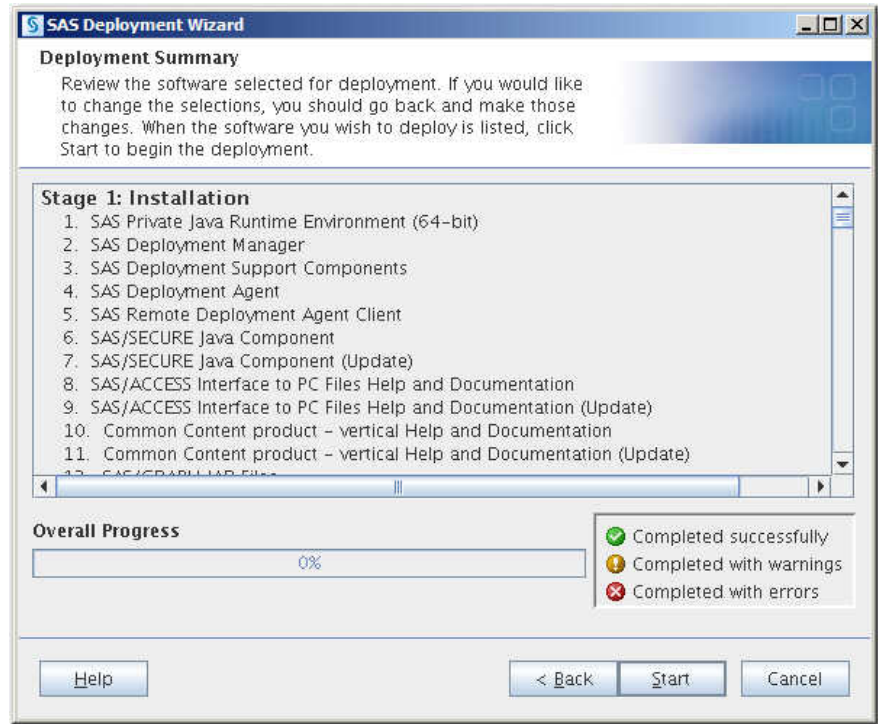 SAS Deployment Wizard
Deployment Summary
Review the software selected for deployment. If you would like
to change the selections, you should go back and make those
changes. When the software you wish to deploy is listed, click
Start to begin the deployment.
Stage 1: Installation
1. SAS Private Java Runtime Environment (64-bit)
2. SAS Deployment Manager
3. SAS Deployment Support Components
4. SAS Deployment Agent
5. SAS Remote Deployment Agent Client
6. SAS/SECURE Java Component
7. SAS/SECURE Java Component (Update)
8. SAS/ACCESS Interface to PC Files Help and Documentation
9. SAS/ACCESS Interface to PC Files Help and Documentation (Update)
10. Common Content product - vertical Help and Documentation
11. Common Content product - vertical Help and Documentation (Update)
12. SAS/GRAPH JAR Files
Overall Progress
0%
Completed successfully
Completed with warnings
Completed with errors
Help
< Back
Start
Cancel